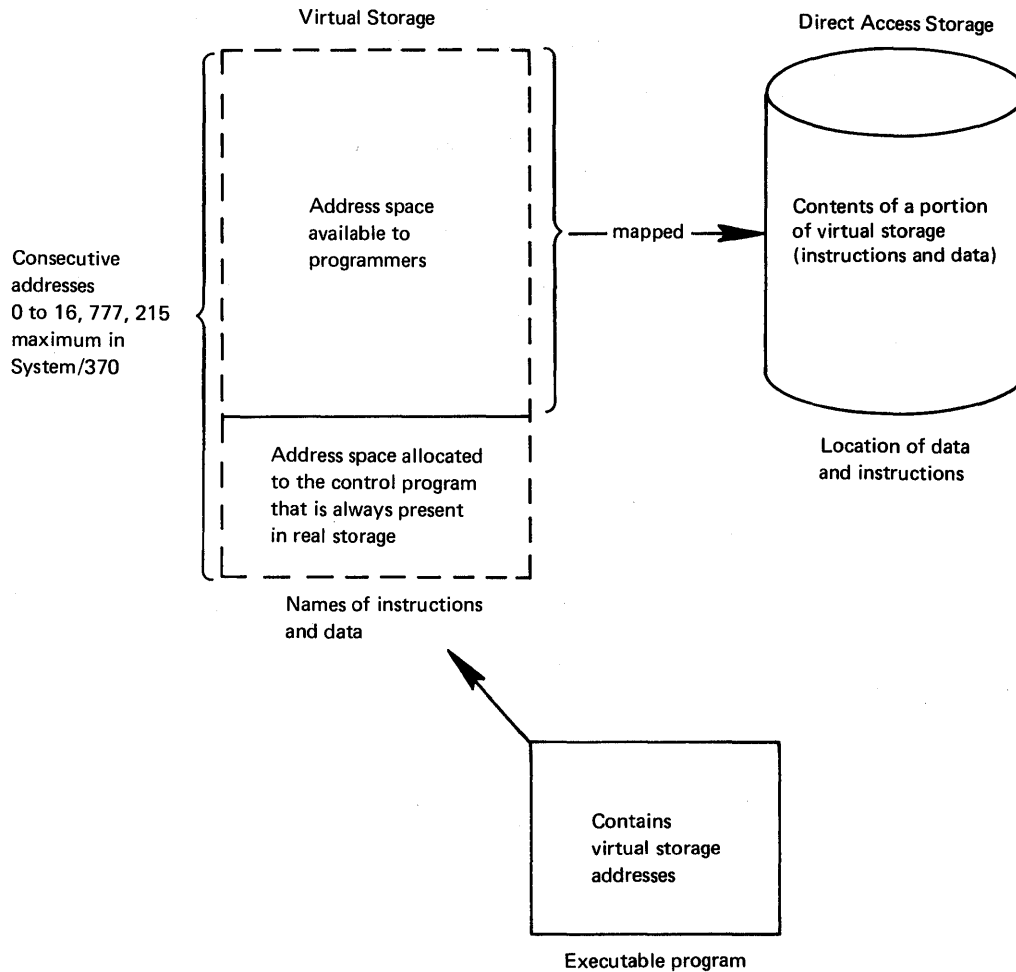 Virtual Storage
Direct Access Storage
Address space
available to
programmers
mapped
Contents of a portion
of virtual storage
(instructions and data)
Consecutive
addresses
0 to 16, 777, 215
maximum in
System/370
Address space allocated
to the control program
that is always present
in real storage
Location of data
and instructions
Names of instructions
and data
Contains
virtual storage
addresses
Executable program